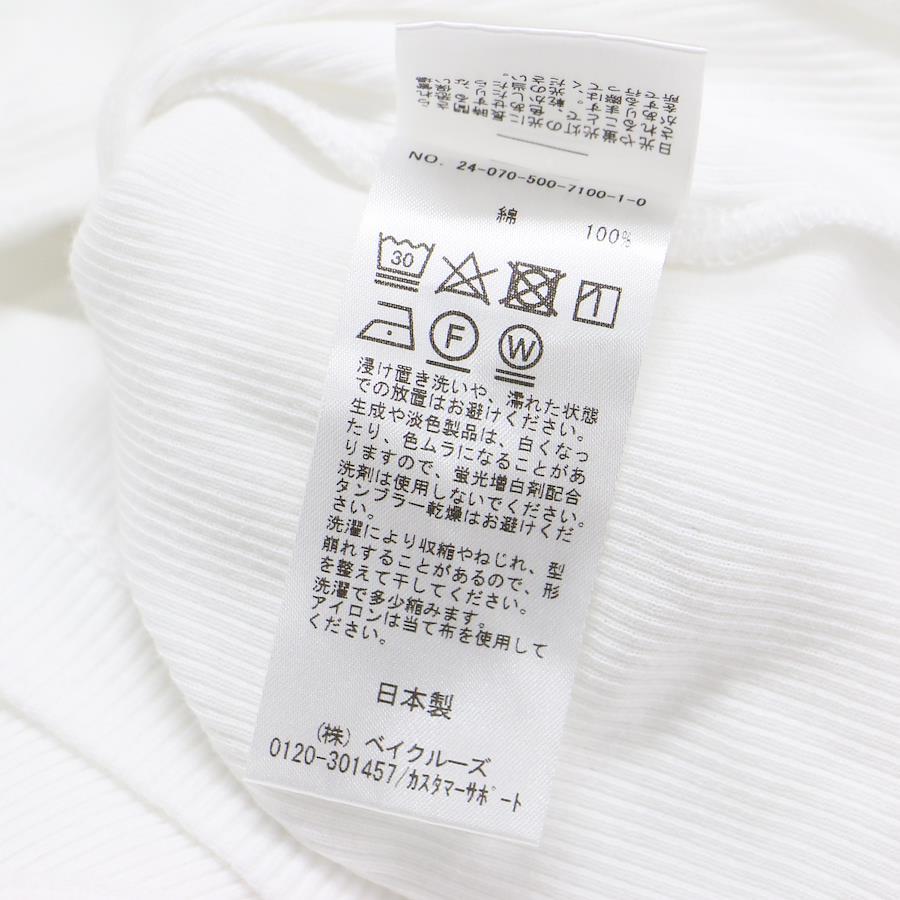 NO. 24-070-500-7100-1-0
綿 100%
30
F W
浸け置き洗いや、濡れた状態
での放置はお避けください。
生成や淡色製品は、白くなっ
たり、色ムラになることがあ
りますので、蛍光増白剤配合
洗剤は使用しないでください。
タンブラー乾燥はお避けくだ
さい。
洗濯により収縮やねじれ、型
崩れすることがあるので、形
を整えて干してください。
洗濯で多少縮みます。
アイロンは当て布を使用して
ください。
日本製
(株) ベイクルーズ
0120-301457/カスタマーサポート